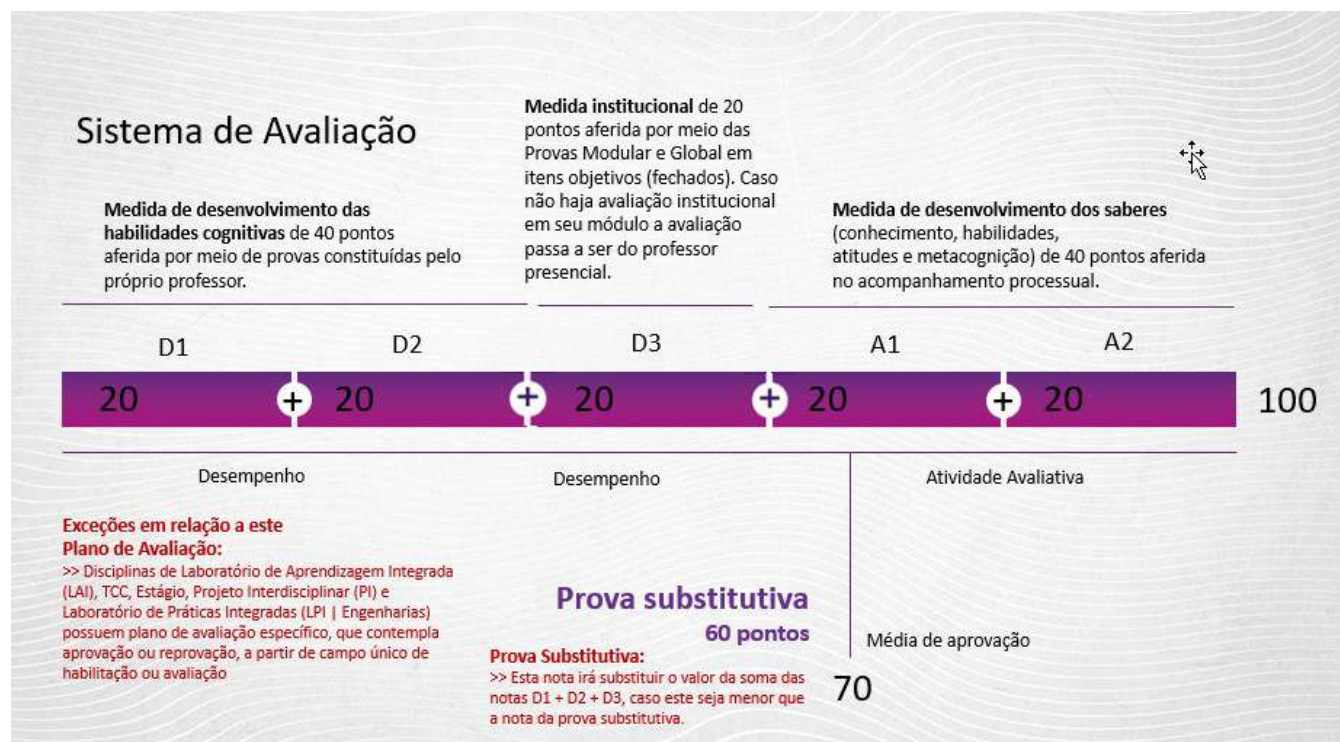 Sistema de Avaliação
Medida de desenvolvimento das
habilidades cognitivas de 40 pontos
aferida por meio de provas constituídas pelo
próprio professor.
Medida institucional de 20
pontos aferida por meio das
Provas Modular e Global em
itens objetivos (fechados). Caso
não haja avaliação institucional
em seu módulo a avaliação
passa a ser do professor
presencial.
Medida de desenvolvimento dos saberes
(conhecimento, habilidades,
atitudes e metacognição) de 40 pontos aferida
no acompanhamento processual.
D1 D2 D3 A1 A2
20 + 20 + 20 + 20 + 20 100
Desempenho Desempenho Atividade Avaliativa
Exceções em relação a este
Plano de Avaliação:
>> Disciplinas de Laboratório de Aprendizagem Integrada
(LAI), TCC, Estágio, Projeto Interdisciplinar (PI) e
Laboratório de Práticas Integradas (LPI | Engenharias)
possuem plano de avaliação específico, que contempla
aprovação ou reprovação, a partir de campo único de
habilitação ou avaliação
Prova substitutiva
60 pontos
Prova Substitutiva:
>> Esta nota irá substituir o valor da soma das
notas D1 + D2 + D3, caso este seja menor que
a nota da prova substitutiva.
Média de aprovação
70